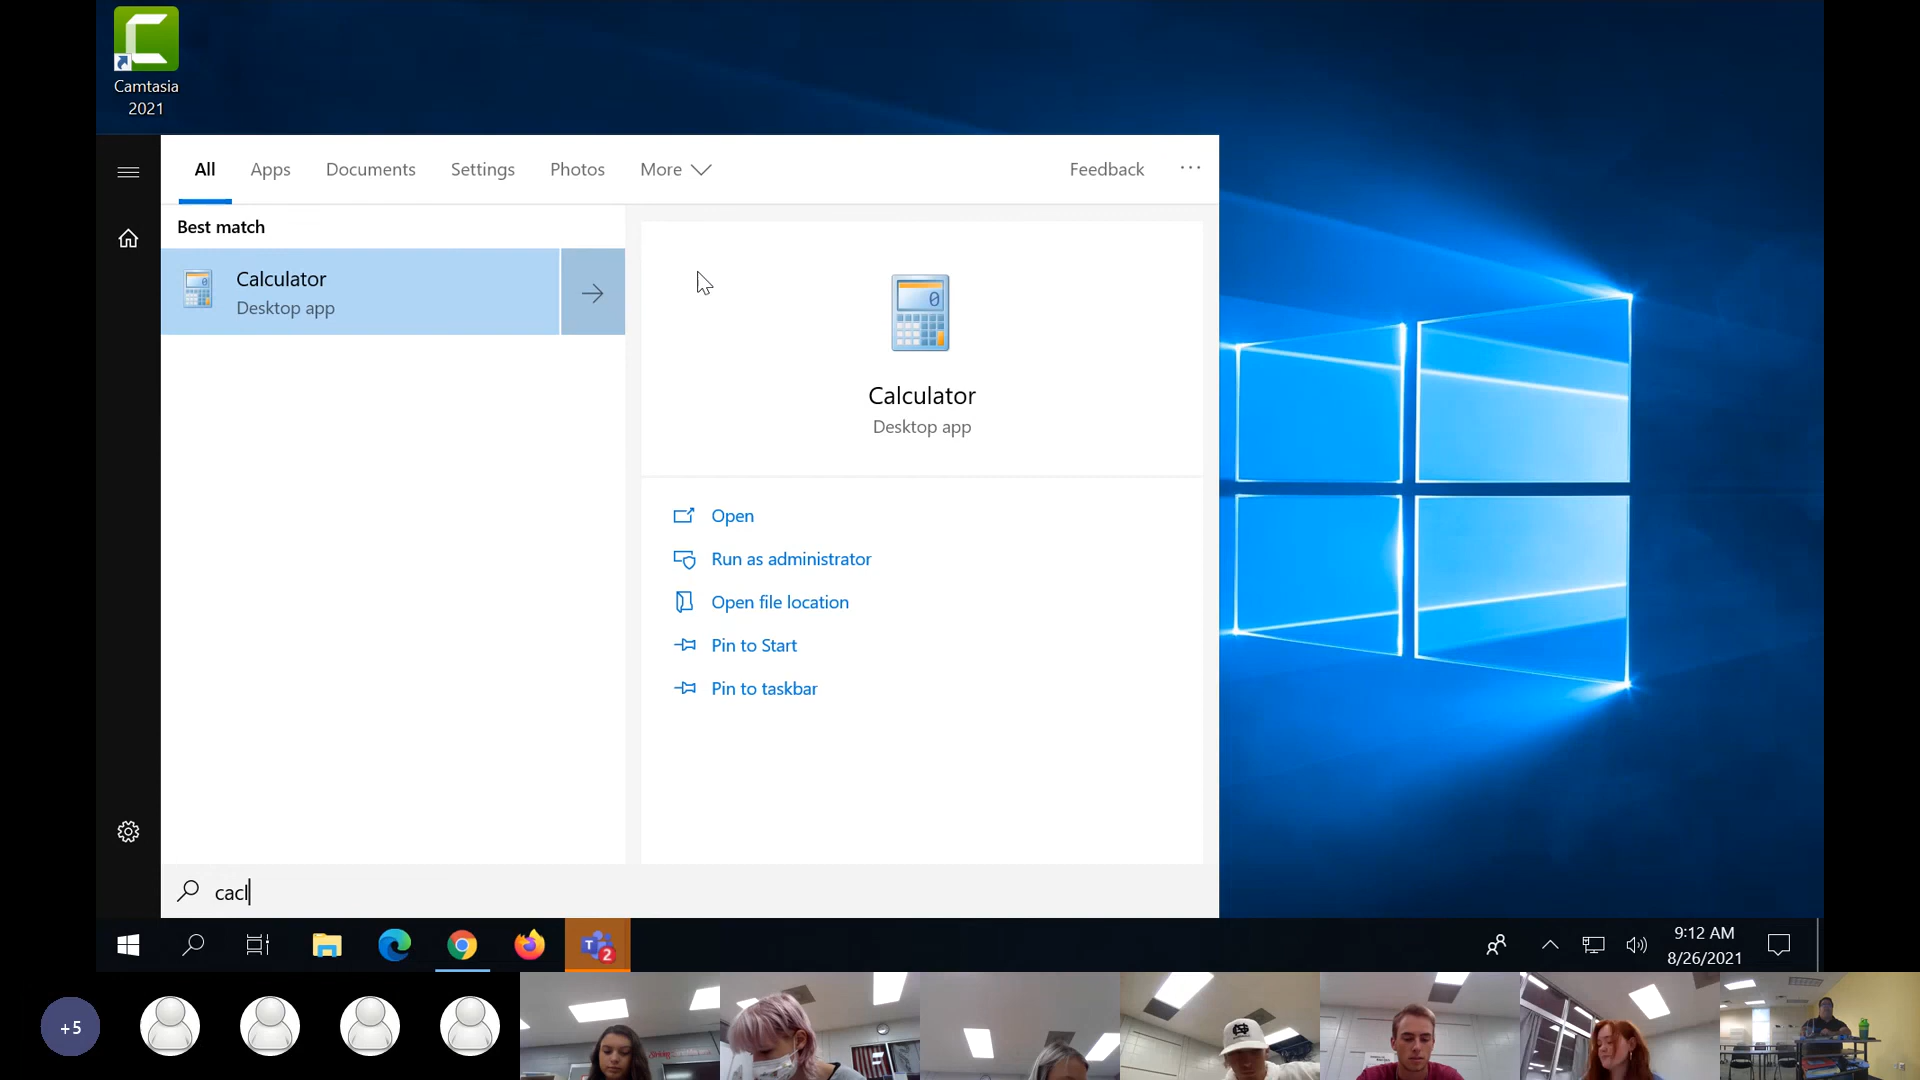 Camtasia
2021
All Apps Documents Settings Photos More Feedback
Best match
Calculator
Desktop app
0
Calculator
Desktop app
Open
Run as administrator
Open file location
Pin to Start
Pin to taskbar
cacl
T 2
9:12 AM
8/26/2021
+5